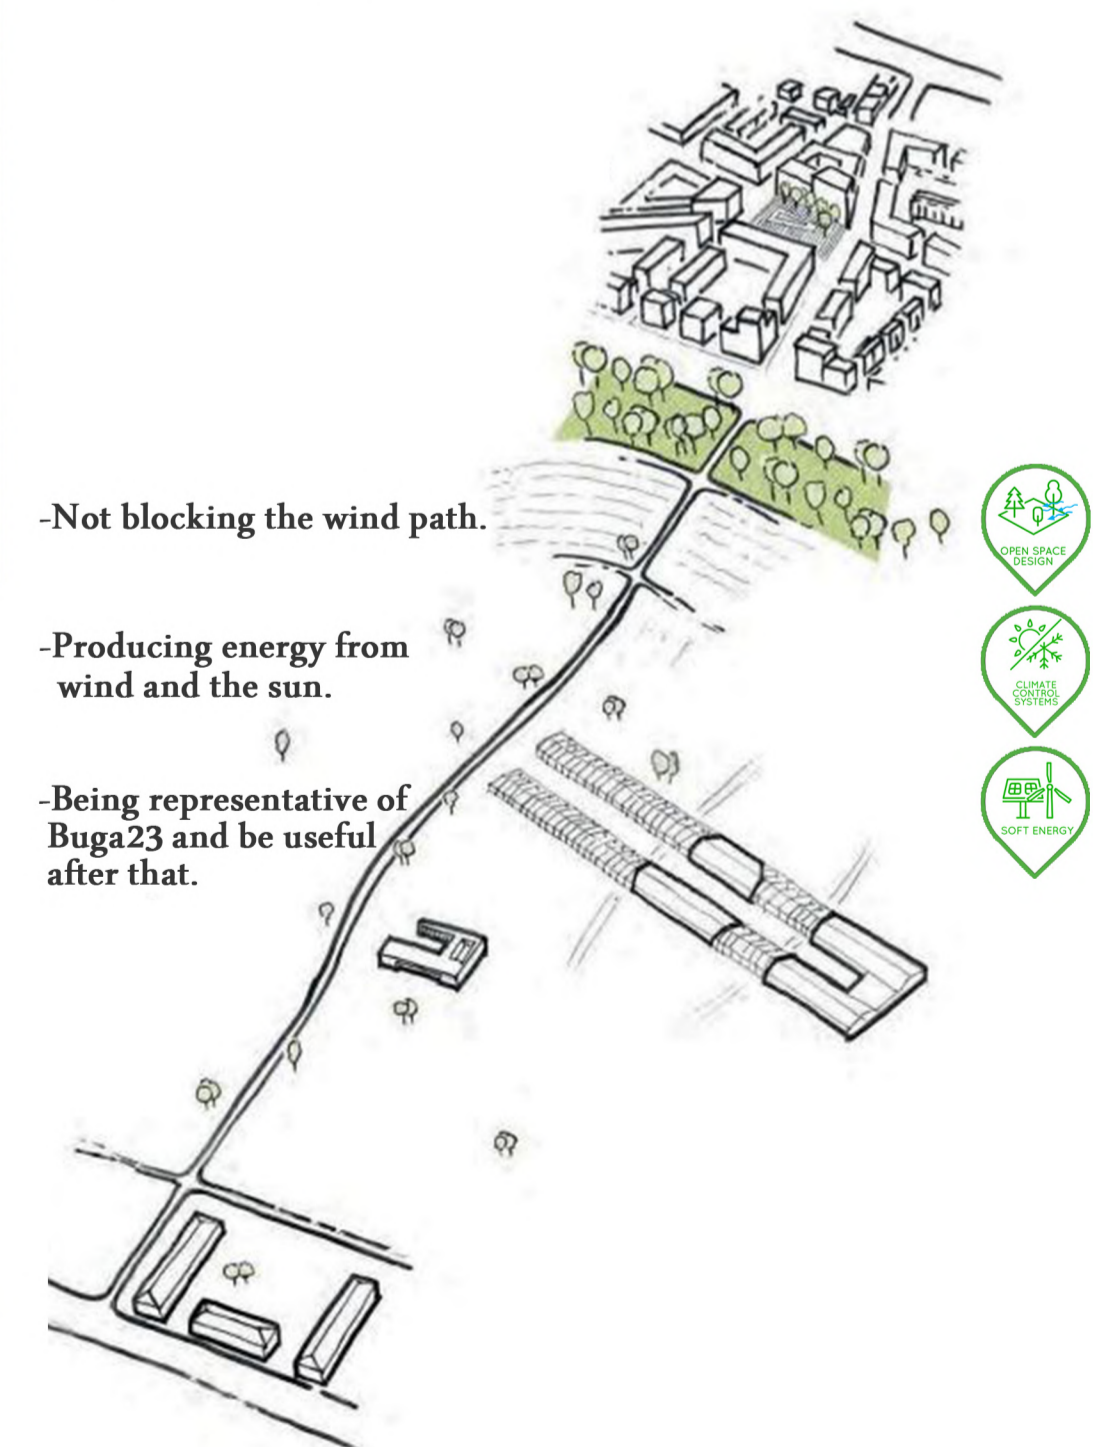 -Not blocking the wind path.
-Producing energy from
wind and the sun.
-Being representative of
Buga23 and be useful
after that.
OPEN SPACE
DESIGN
CLIMATE
CONTROL
SYSTEMS
SOFT ENERGY